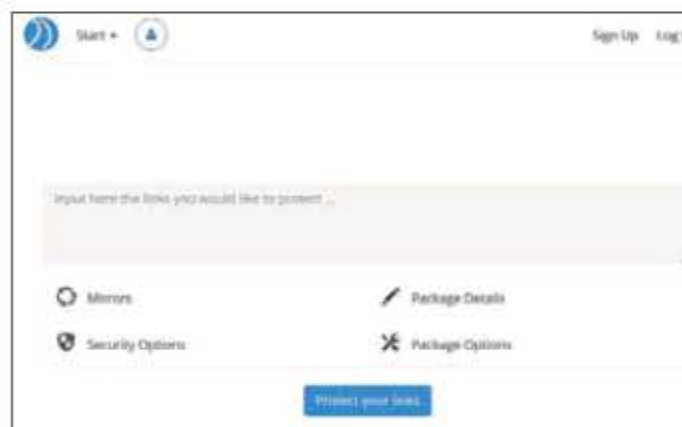 Start
Sign Up Log
Input here the links you would like to protect ...
Mirrors
Package Details
Security Options
Package Options
Protect your links